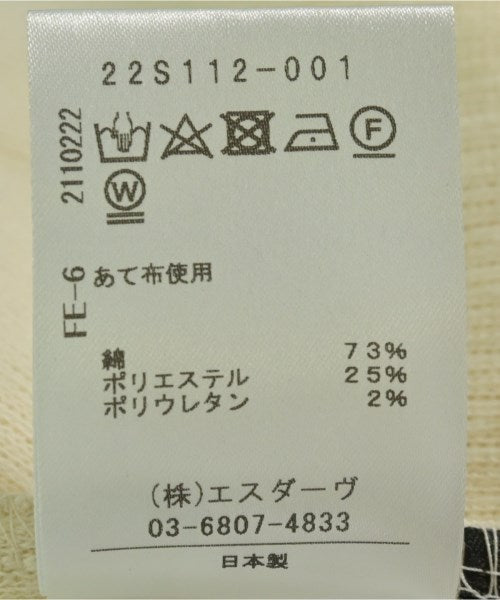 22S112-001
2110222
F
W
FE-6
あて布使用
綿 73%
ポリエステル 25%
ポリウレタン 2%
(株)エスダーヴ
03-6807-4833
日本製